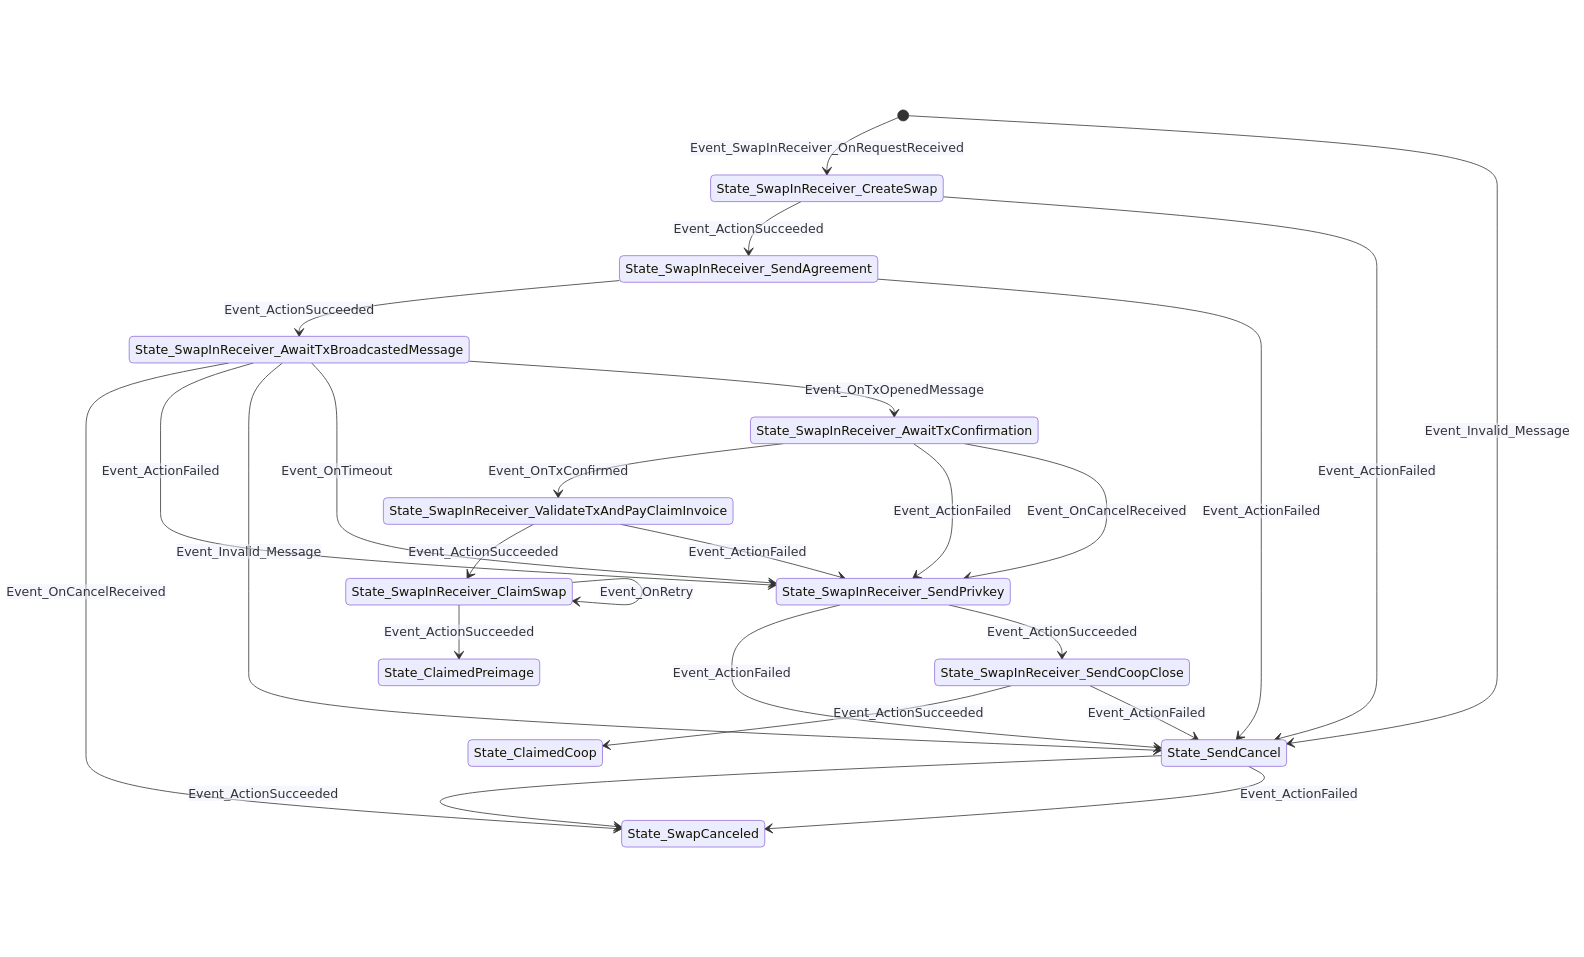 Event_SwapInReceiver_OnRequestReceived
State_SwapInReceiver_CreateSwap
Event_ActionSucceeded
State_SwapInReceiver_SendAgreement
Event_ActionSucceeded
State_SwapInReceiver_AwaitTxBroadcastedMessage
Event_OnTxOpenedMessage
State_SwapInReceiver_AwaitTxConfirmation
Event_Invalid_Message
Event_ActionFailed
Event_OnTimeout
Event_OnTxConfirmed
Event_ActionFailed
State_SwapInReceiver_ValidateTxAndPayClaimInvoice
Event_ActionFailed
Event_OnCancelReceived
Event_ActionFailed
Event_Invalid_Message
Event_ActionSucceeded
Event_ActionFailed
Event_OnCancelReceived
State_SwapInReceiver_ClaimSwap
Event_OnRetry
State_SwapInReceiver_SendPrivkey
Event_ActionSucceeded
Event_ActionSucceeded
State_ClaimedPreimage
Event_ActionFailed
State_SwapInReceiver_SendCoopClose
Event_ActionSucceeded
Event_ActionFailed
State_ClaimedCoop
State_SendCancel
Event_ActionSucceeded
Event_ActionFailed
State_SwapCanceled